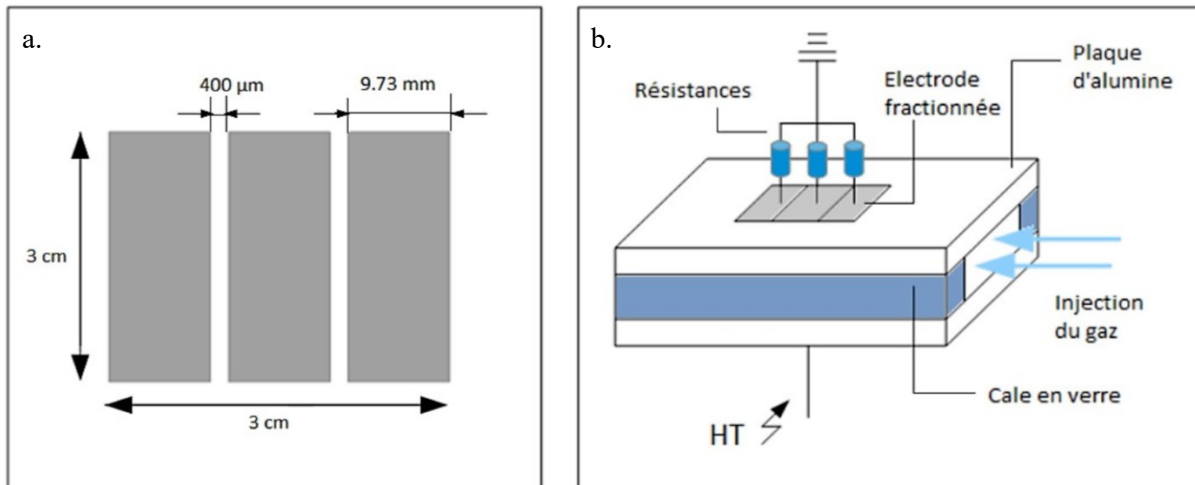 a.
400 µm
9.73 mm
3 cm
3 cm
b.
Plaque
d'alumine
Electrode
fractionnée
Résistances
Injection
du gaz
Cale en verre
HT